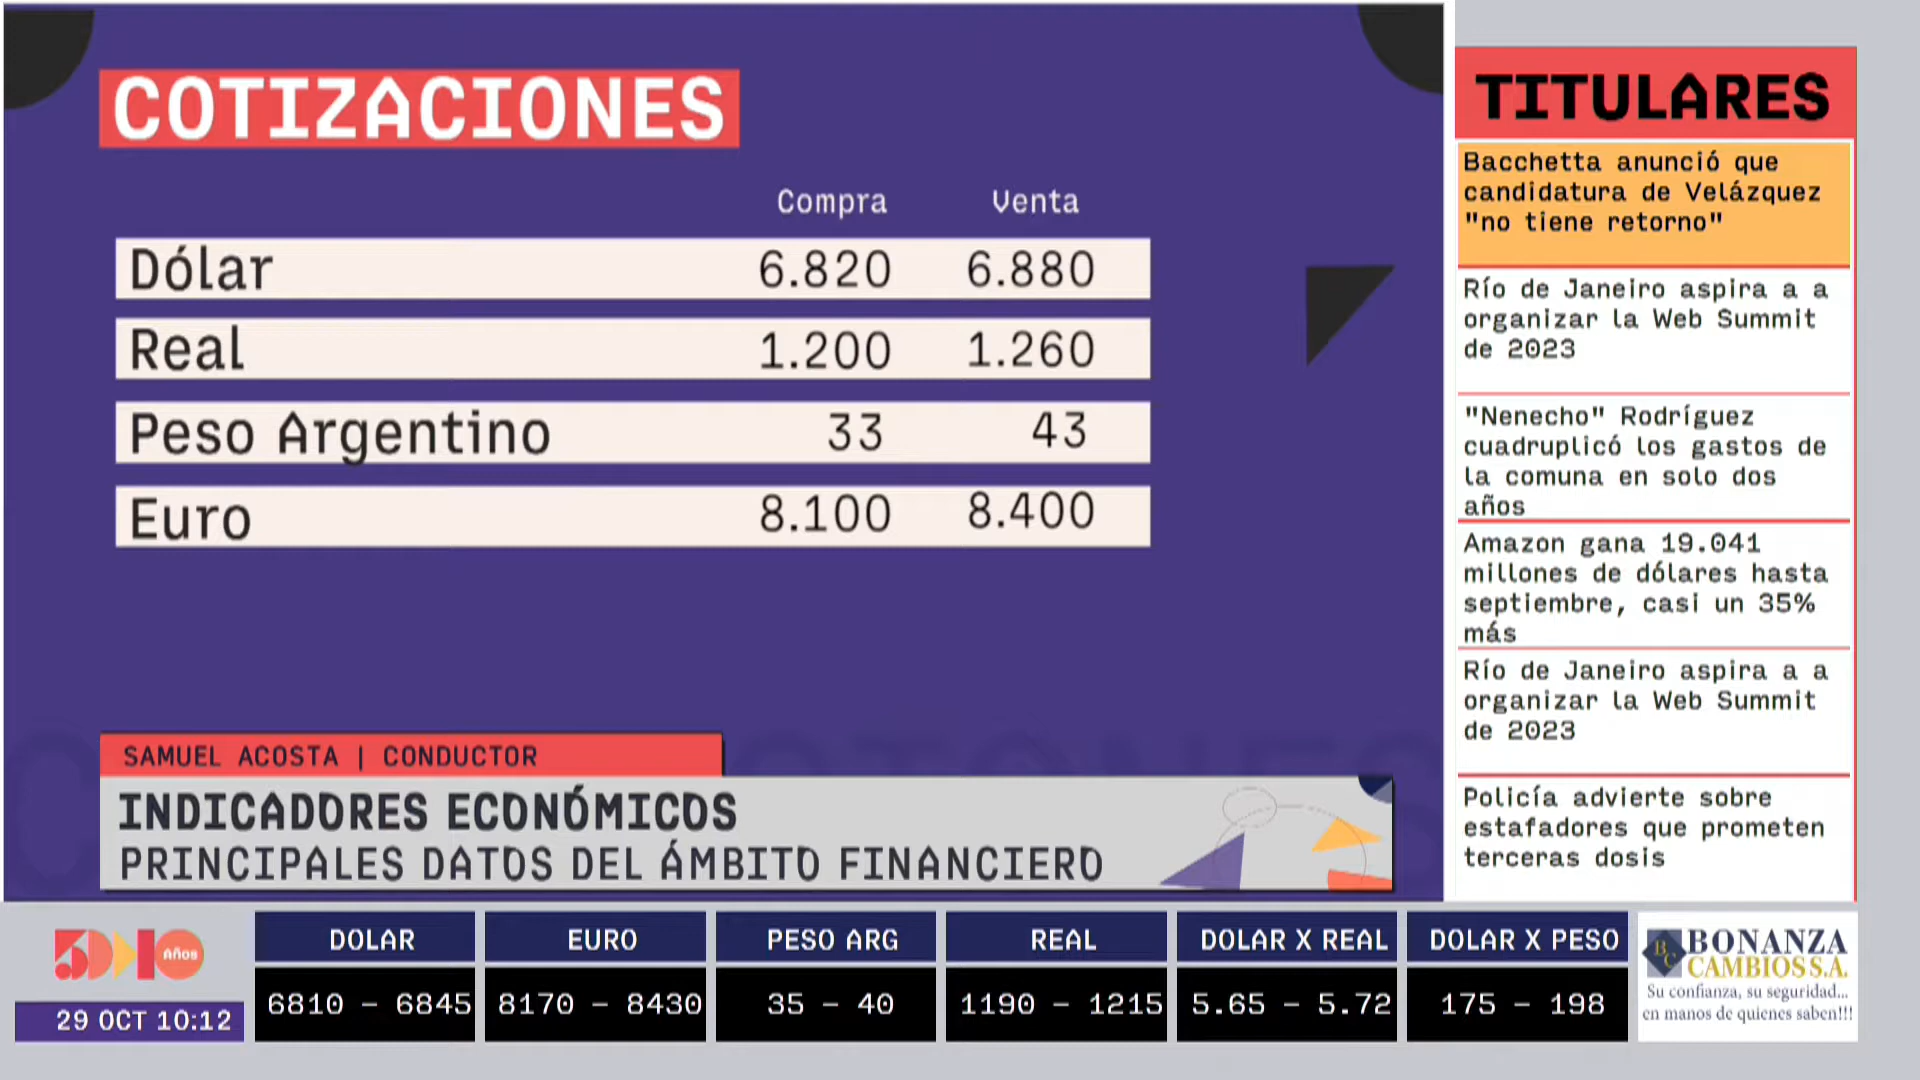 COTIZACIONES
Compra Venta
Dólar 6.820 6.880
Real 1.200 1.260
Peso Argentino 33 43
Euro 8.100 8.400
SAMUEL ACOSTA | CONDUCTOR
INDICADORES ECONÓMICOS
PRINCIPALES DATOS DEL ÁMBITO FINANCIERO
TITULARES
Bacchetta anunció que
candidatura de Velázquez
"no tiene retorno"
Río de Janeiro aspira a a
organizar la Web Summit
de 2023
"Nenecho" Rodríguez
cuadruplicó los gastos de
la comuna en solo dos
años
Amazon gana 19.041
millones de dólares hasta
septiembre, casi un 35%
más
Río de Janeiro aspira a a
organizar la Web Summit
de 2023
Policía advierte sobre
estafadores que prometen
terceras dosis
5D10 Años
29 OCT 10:12
DOLAR EURO PESO ARG REAL DOLAR X REAL DOLAR X PESO
6810 - 6845 8170 - 8430 35 - 40 1190 - 1215 5.65 - 5.72 175 - 198
BC BONANZA
CAMBIOS S.A.
Su confianza, su seguridad...
en manos de quienes saben!!!